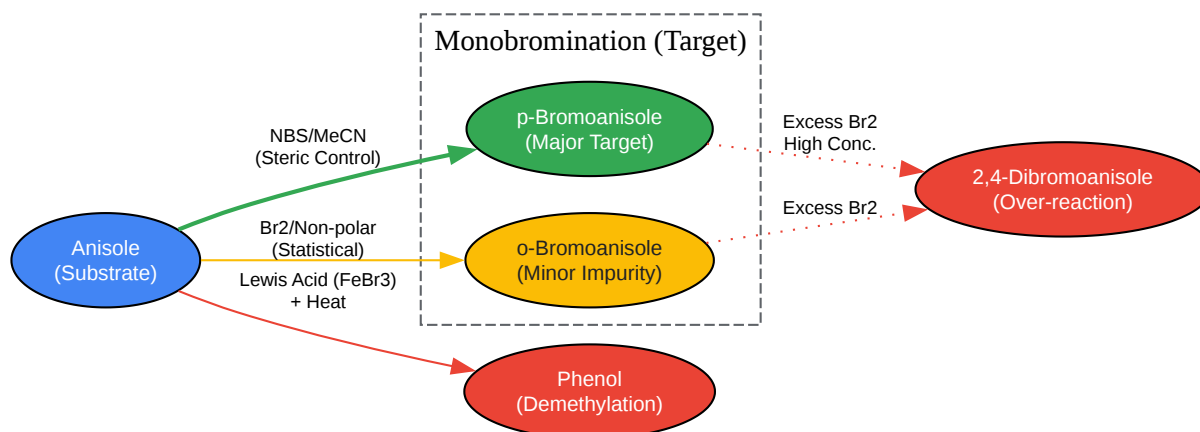 Monobromination (Target)
p-Bromoanisole
(Major Target)
NBS/MeCN
(Steric Control)
Excess Br2
High Conc.
2,4-Dibromoanisole
(Over-reaction)
Excess Br2
Br2/Non-polar
(Statistical)
Anisole
(Substrate)
o-Bromoanisole
(Minor Impurity)
Lewis Acid (FeBr3)
+ Heat
Phenol
(Demethylation)